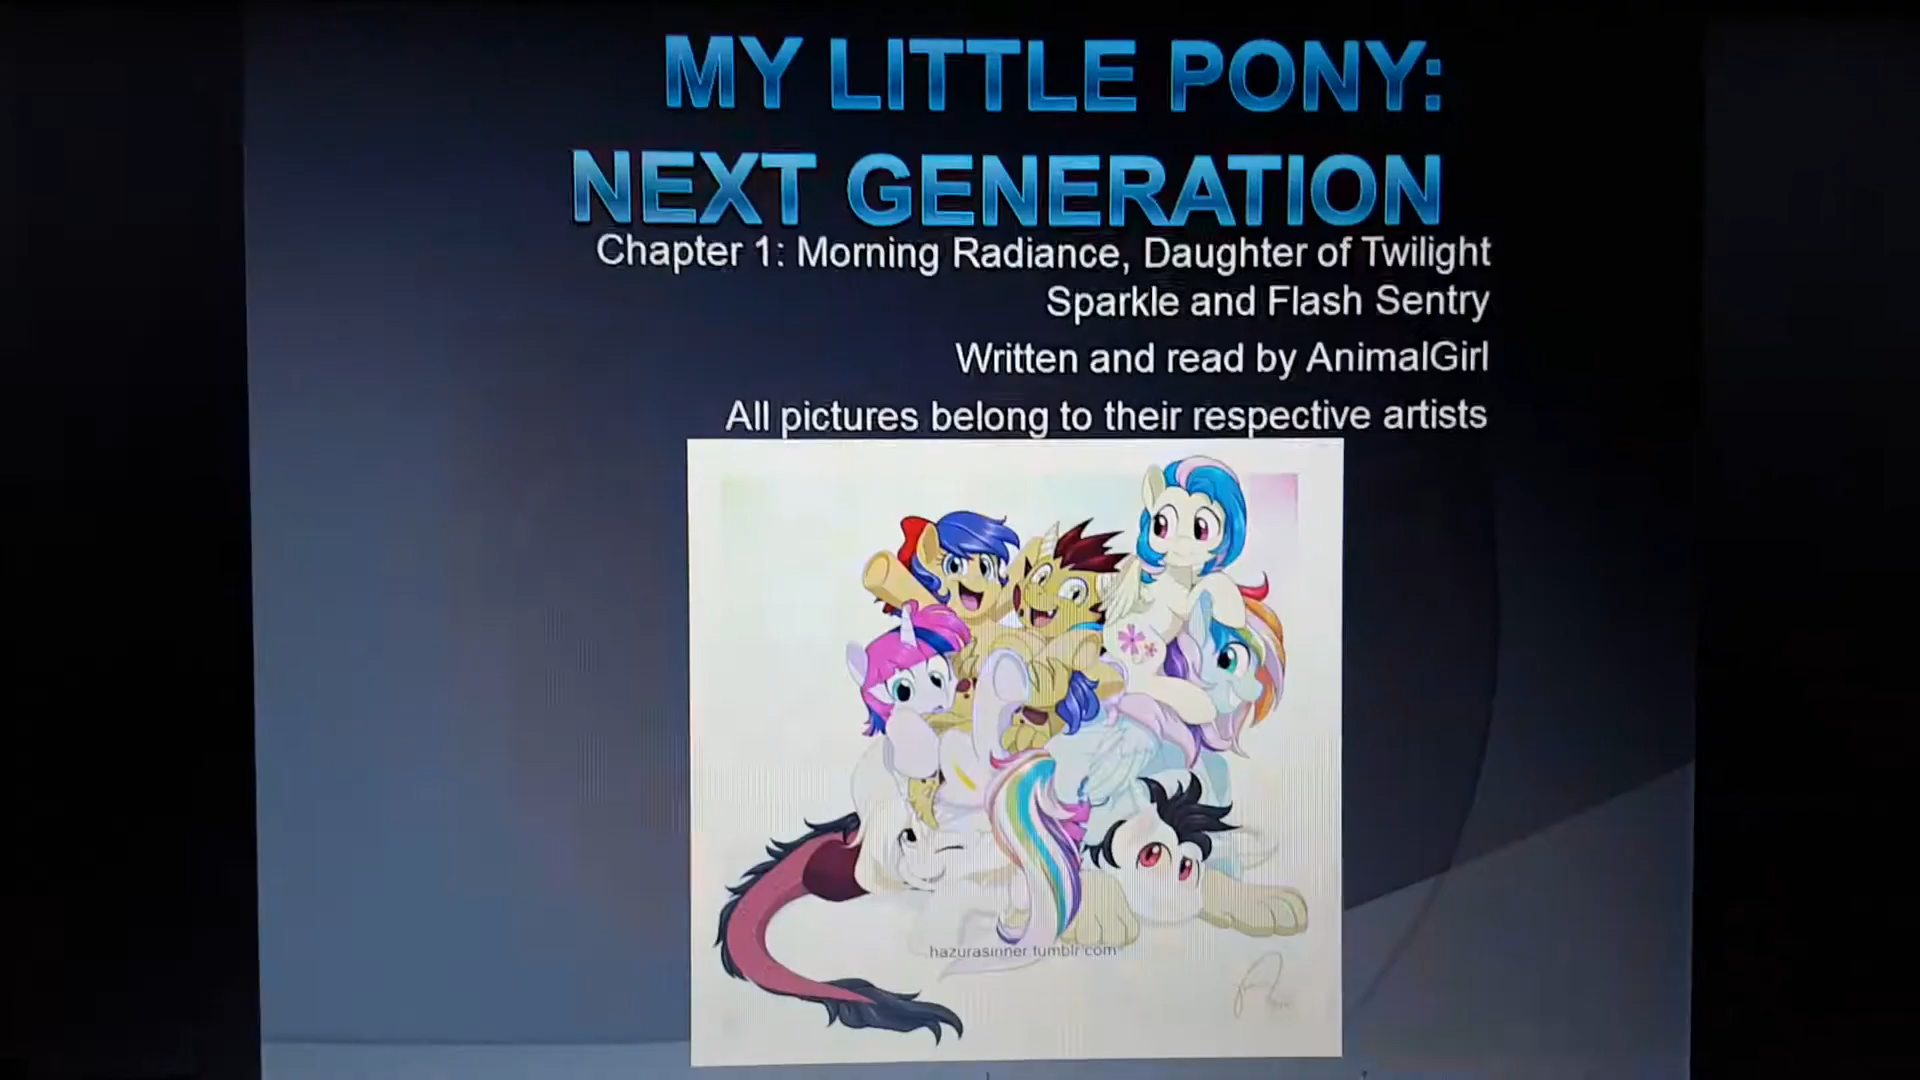 MY LITTLE PONY:
NEXT GENERATION
Chapter 1: Morning Radiance, Daughter of Twilight
Sparkle and Flash Sentry
Written and read by AnimalGirl
All pictures belong to their respective artists
hazurasinner.tumblr.com